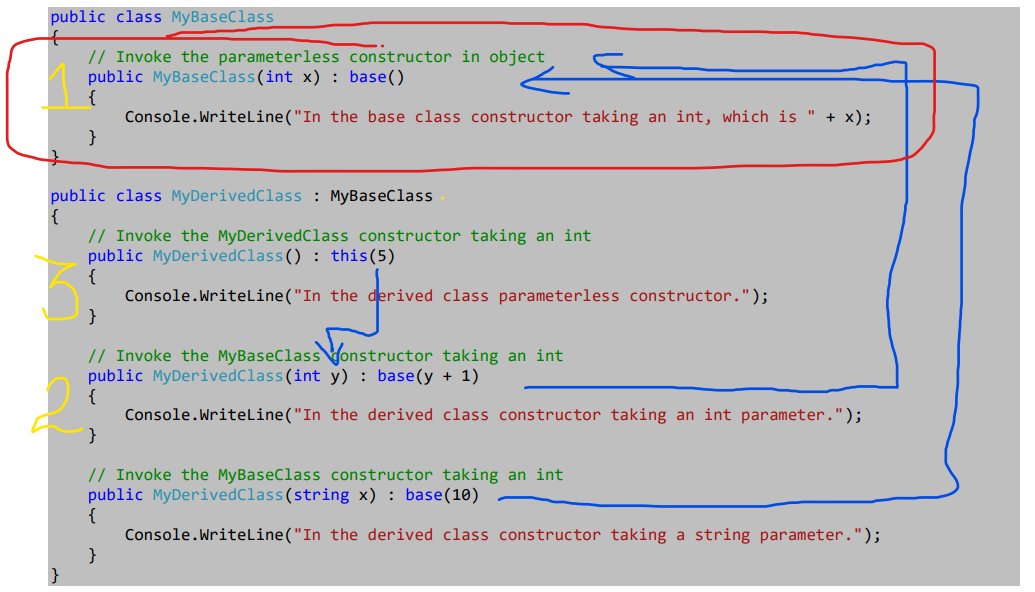 public class MyBaseClass
{
// Invoke the parameterless constructor in object
1 public MyBaseClass(int x) : base()
{
Console.WriteLine("In the base class constructor taking an int, which is " + x);
}
}
public class MyDerivedClass : MyBaseClass
{
// Invoke the MyDerivedClass constructor taking an int
public MyDerivedClass() : this(5)
3 {
Console.WriteLine("In the derived class parameterless constructor.");
}
// Invoke the MyBaseClass constructor taking an int
public MyDerivedClass(int y) : base(y + 1)
2 {
Console.WriteLine("In the derived class constructor taking an int parameter.");
}
// Invoke the MyBaseClass constructor taking an int
public MyDerivedClass(string x) : base(10)
{
Console.WriteLine("In the derived class constructor taking a string parameter.");
}
}